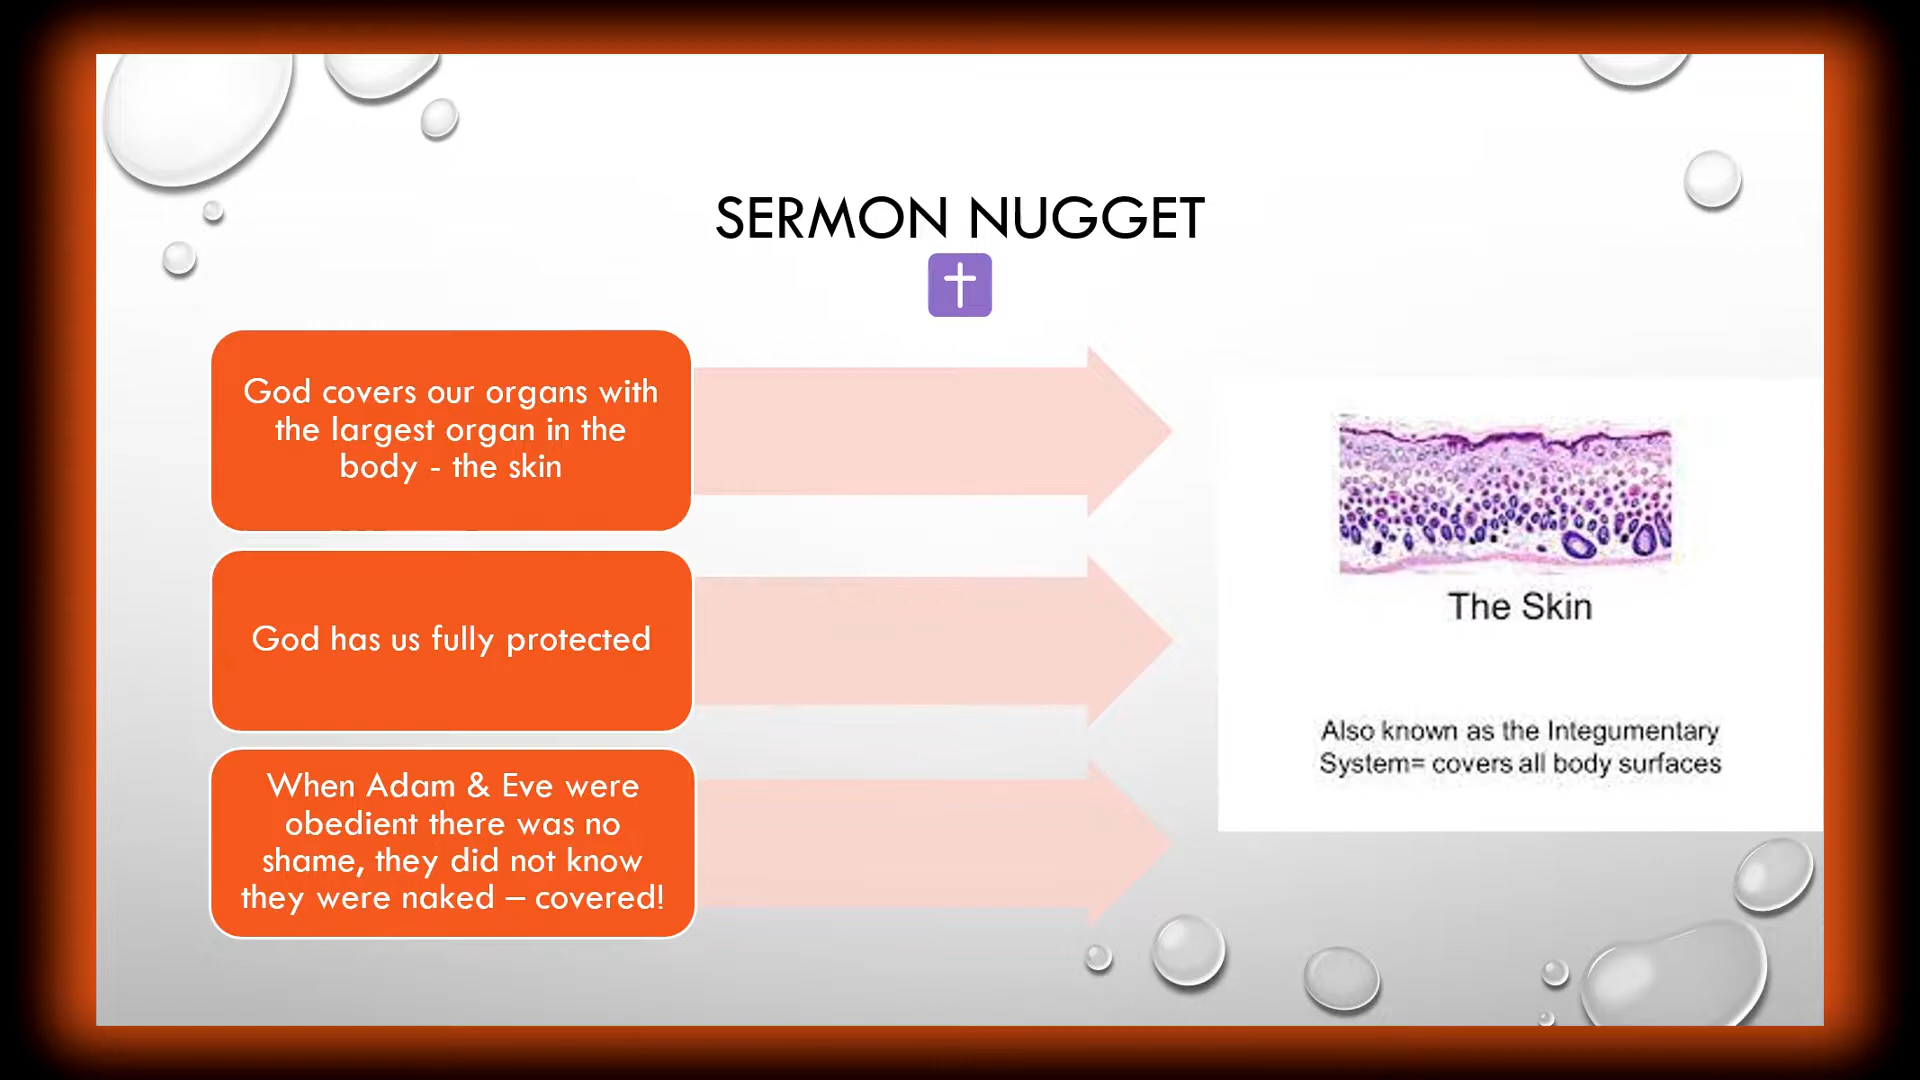 SERMON NUGGET
God covers our organs with
the largest organ in the
body - the skin
God has us fully protected
When Adam & Eve were
obedient there was no
shame, they did not know
they were naked – covered!
The Skin
Also known as the Integumentary
System= covers all body surfaces